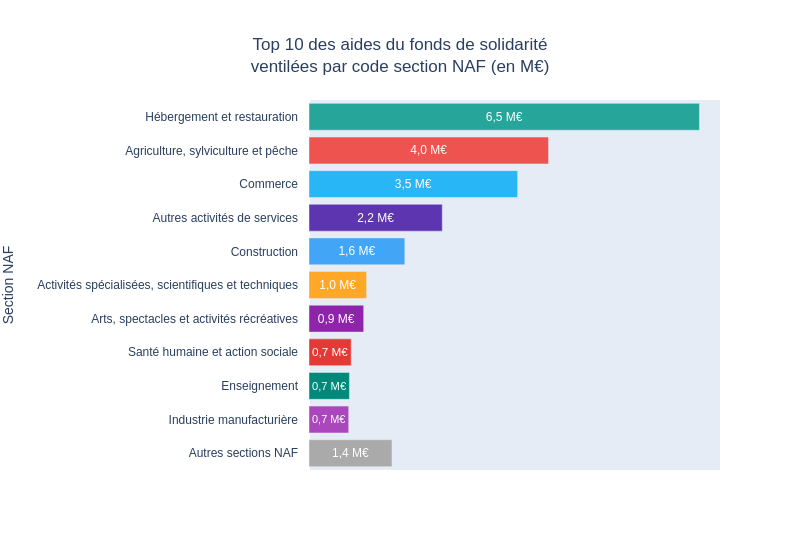 Top 10 des aides du fonds de solidarité
ventilées par code section NAF (en M€)
Section NAF
Hébergement et restauration 6,5 M€
Agriculture, sylviculture et pêche 4,0 M€
Commerce 3,5 M€
Autres activités de services 2,2 M€
Construction 1,6 M€
Activités spécialisées, scientifiques et techniques 1,0 M€
Arts, spectacles et activités récréatives 0,9 M€
Santé humaine et action sociale 0,7 M€
Enseignement 0,7 M€
Industrie manufacturière 0,7 M€
Autres sections NAF 1,4 M€